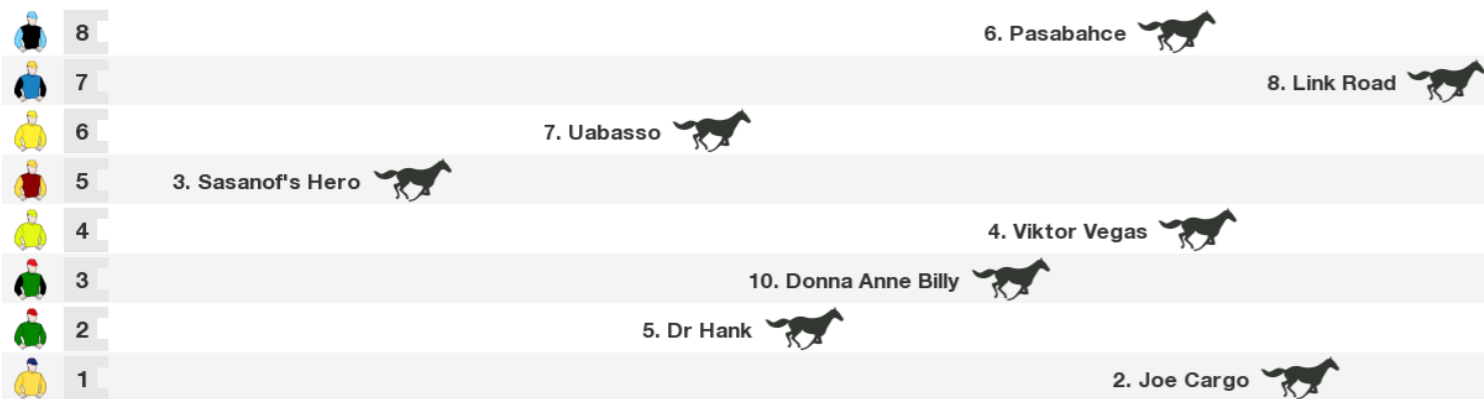 8 6. Pasabahce
7 8. Link Road
6 7. Uabasso
5 3. Sasanof's Hero
4 4. Viktor Vegas
3 10. Donna Anne Billy
2 5. Dr Hank
1 2. Joe Cargo